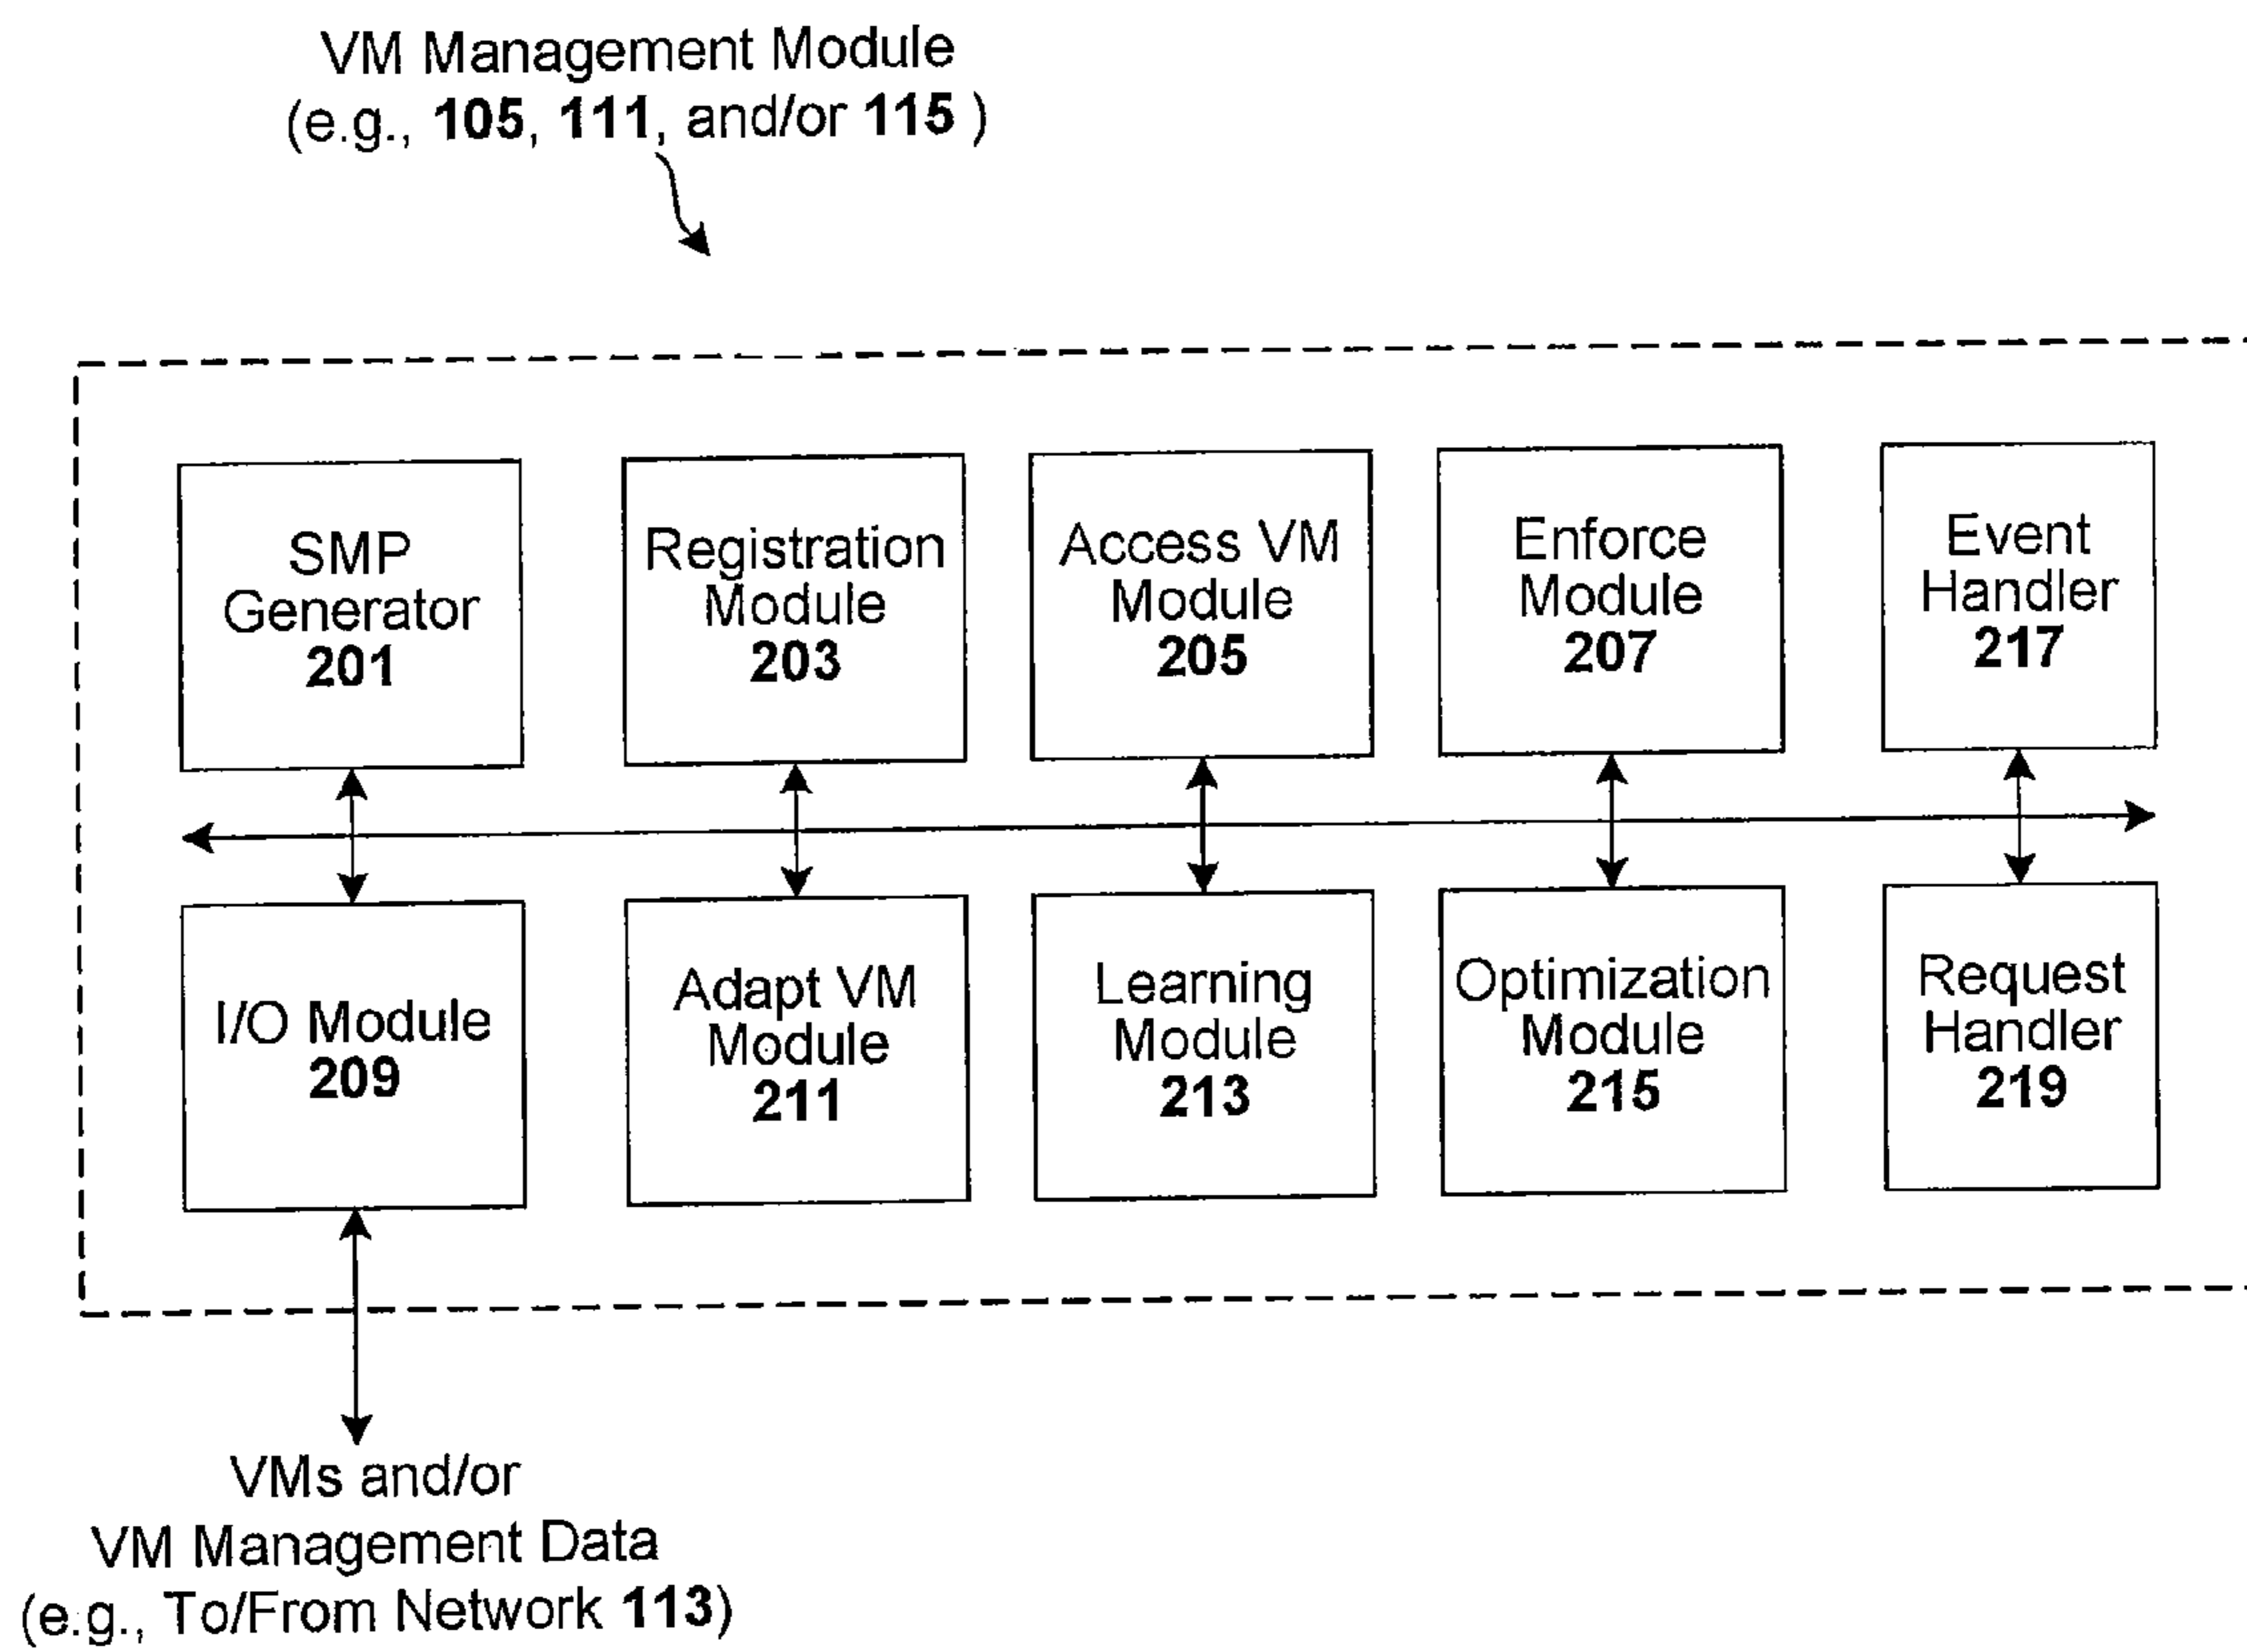 VM Management Module
(e.g., 105, 111, and/or 115 )
SMP
Generator
201
Registration
Module
203
Access VM
Module
205
Enforce
Module
207
Event
Handler
217
I/O Module
209
Adapt VM
Module
211
Learning
Module
213
Optimization
Module
215
Request
Handler
219
VMs and/or
VM Management Data
(e.g., To/From Network 113)